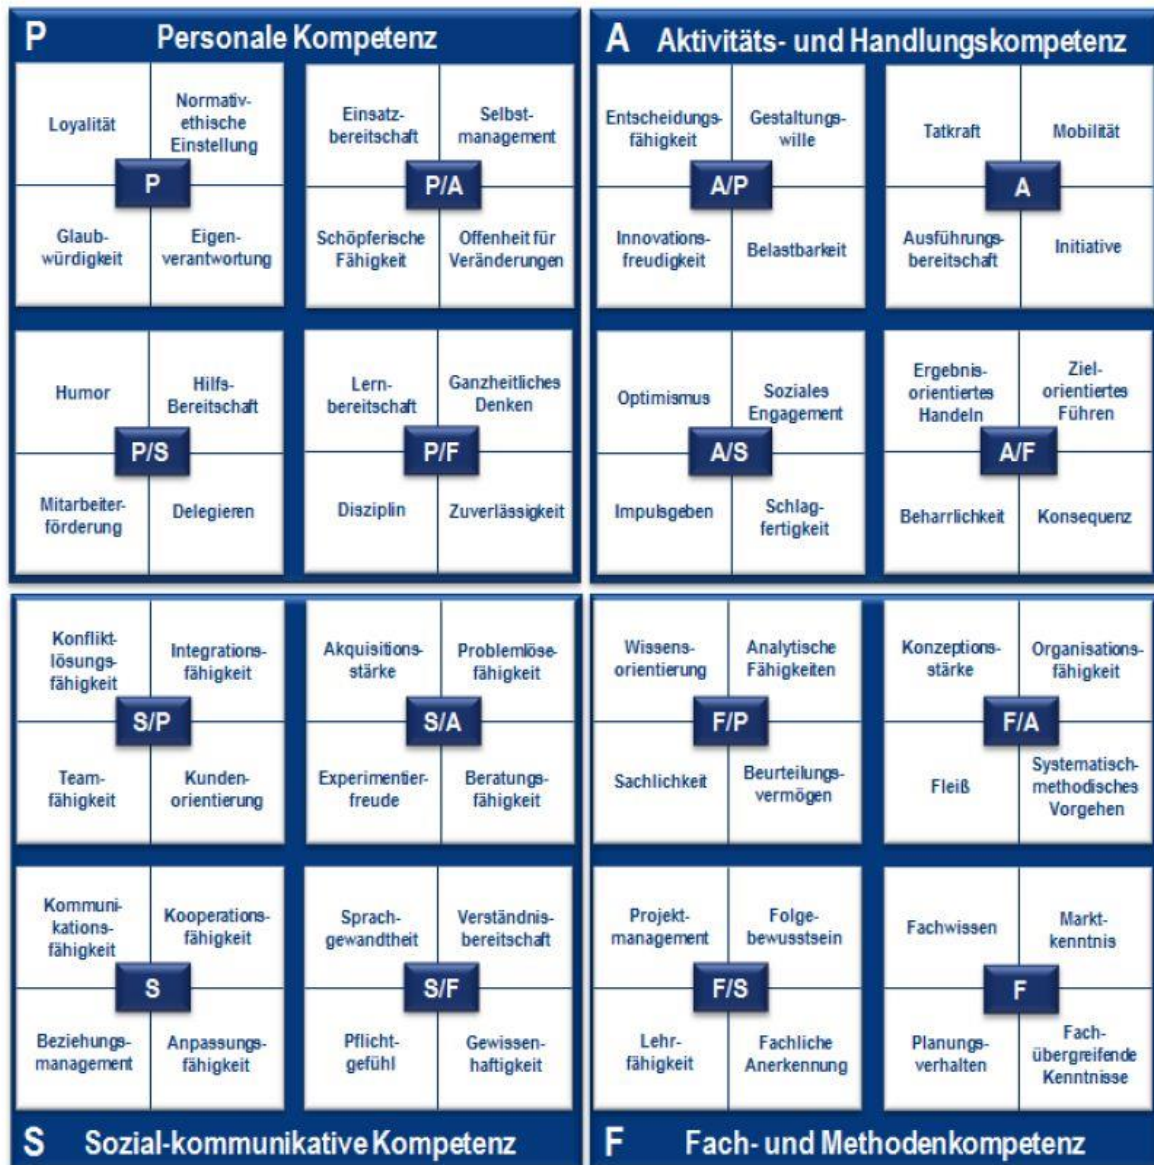 P Personale Kompetenz
Loyalität
Normativ-
ethische
Einstellung
P
Glaub-
würdigkeit
Eigen-
verantwortung
Einsatz-
bereitschaft
Selbst-
management
P/A
Schöpferische
Fähigkeit
Offenheit für
Veränderungen
Humor
Hilfs-
Bereitschaft
P/S
Mitarbeiter-
förderung
Delegieren
Lern-
bereitschaft
Ganzheitliches
Denken
P/F
Disziplin
Zuverlässigkeit
A Aktivitäts- und Handlungskompetenz
Entscheidungs-
fähigkeit
Gestaltungs-
wille
A/P
Innovations-
freudigkeit
Belastbarkeit
Tatkraft
Mobilität
A
Ausführungs-
bereitschaft
Initiative
Optimismus
Soziales
Engagement
A/S
Impulsgeben
Schlag-
fertigkeit
Ergebnis-
orientiertes
Handeln
Ziel-
orientiertes
Führen
A/F
Beharrlichkeit
Konsequenz
Konflikt-
lösungs-
fähigkeit
Integrations-
fähigkeit
S/P
Team-
fähigkeit
Kunden-
orientierung
Akquisitions-
stärke
Problemlöse-
fähigkeit
S/A
Experimentier-
freude
Beratungs-
fähigkeit
Kommuni-
kations-
fähigkeit
Kooperations-
fähigkeit
S
Beziehungs-
management
Anpassungs-
fähigkeit
Sprach-
gewandtheit
Verständnis-
bereitschaft
S/F
Pflicht-
gefühl
Gewissen-
haftigkeit
S Sozial-kommunikative Kompetenz
Wissens-
orientierung
Analytische
Fähigkeiten
F/P
Sachlichkeit
Beurteilungs-
vermögen
Konzeptions-
stärke
Organisations-
fähigkeit
F/A
Fleiß
Systematisch-
methodisches
Vorgehen
Projekt-
management
Folge-
bewusstsein
F/S
Lehr-
fähigkeit
Fachliche
Anerkennung
Fachwissen
Markt-
kenntnis
F
Planungs-
verhalten
Fach-
übergreifende
Kenntnisse
F Fach- und Methodenkompetenz